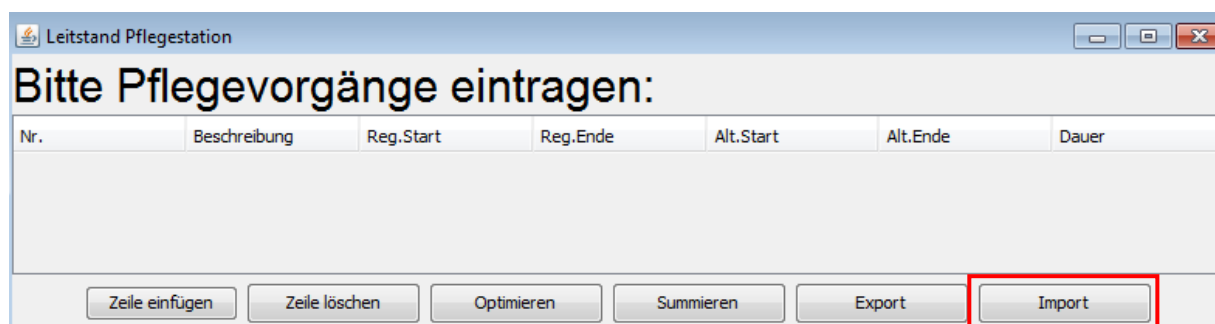 Leitstand Pflegestation
Bitte Pflegevorgänge eintragen:
Nr. Beschreibung Reg.Start Reg.Ende Alt.Start Alt.Ende Dauer
Zeile einfügen Zeile löschen Optimieren Summieren Export Import